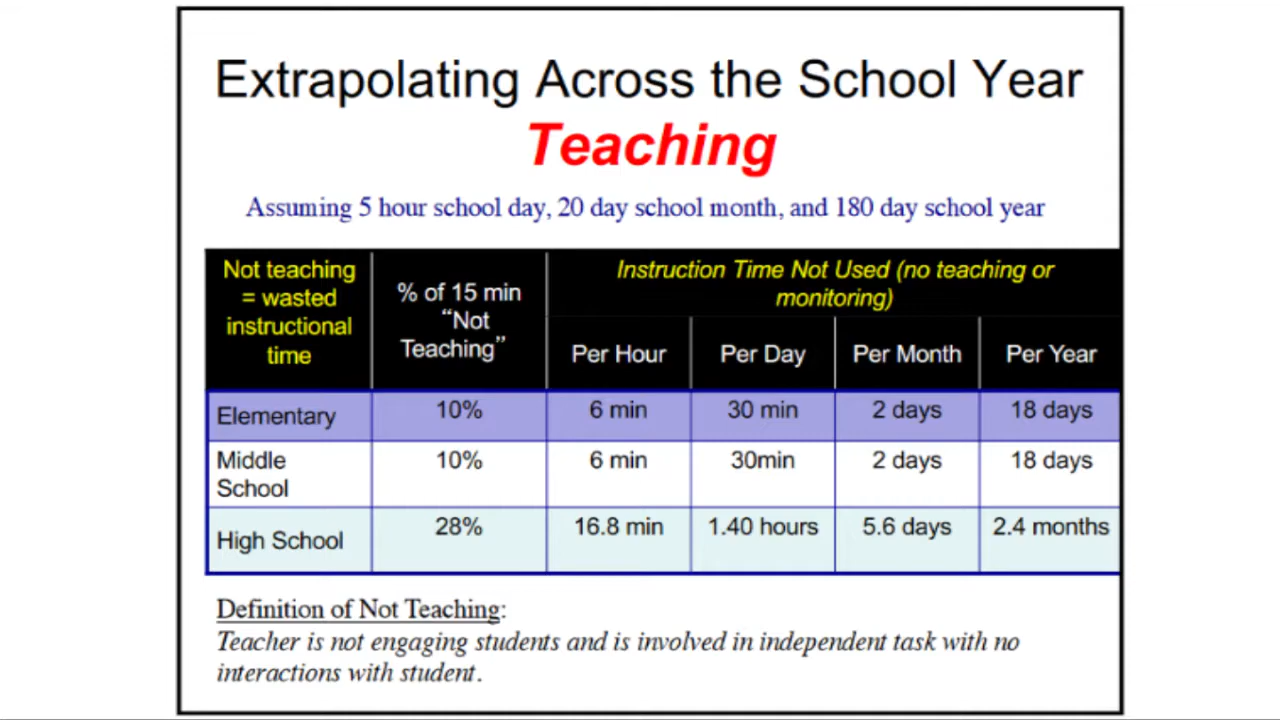 Extrapolating Across the School Year
Teaching
Assuming 5 hour school day, 20 day school month, and 180 day school year
Not teaching
= wasted
instructional
time
% of 15 min
“Not
Teaching”
Instruction Time Not Used (no teaching or
monitoring)
Per Hour
Per Day
Per Month
Per Year
Elementary
10%
6 min
30 min
2 days
18 days
Middle
School
10%
6 min
30min
2 days
18 days
High School
28%
16.8 min
1.40 hours
5.6 days
2.4 months
Definition of Not Teaching:
Teacher is not engaging students and is involved in independent task with no
interactions with student.